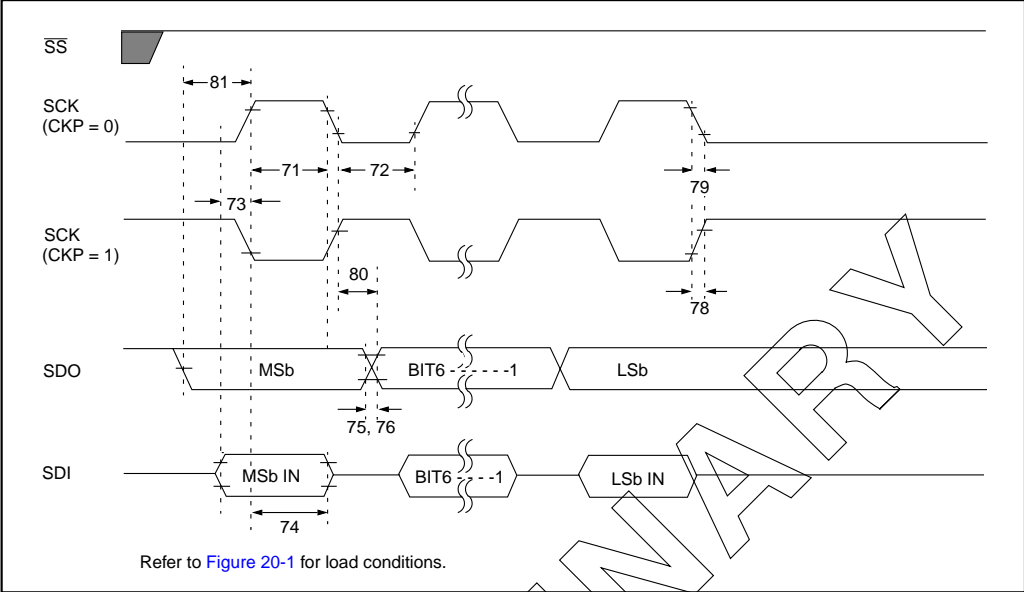 SS
81
SCK
(CKP = 0)
71
72
79
73
SCK
(CKP = 1)
80
78
SDO
MSb
BIT6 - - - - - -1
LSb
75, 76
SDI
MSb IN
BIT6 - - - -1
LSb IN
74
Refer to Figure 20-1 for load conditions.
NARY